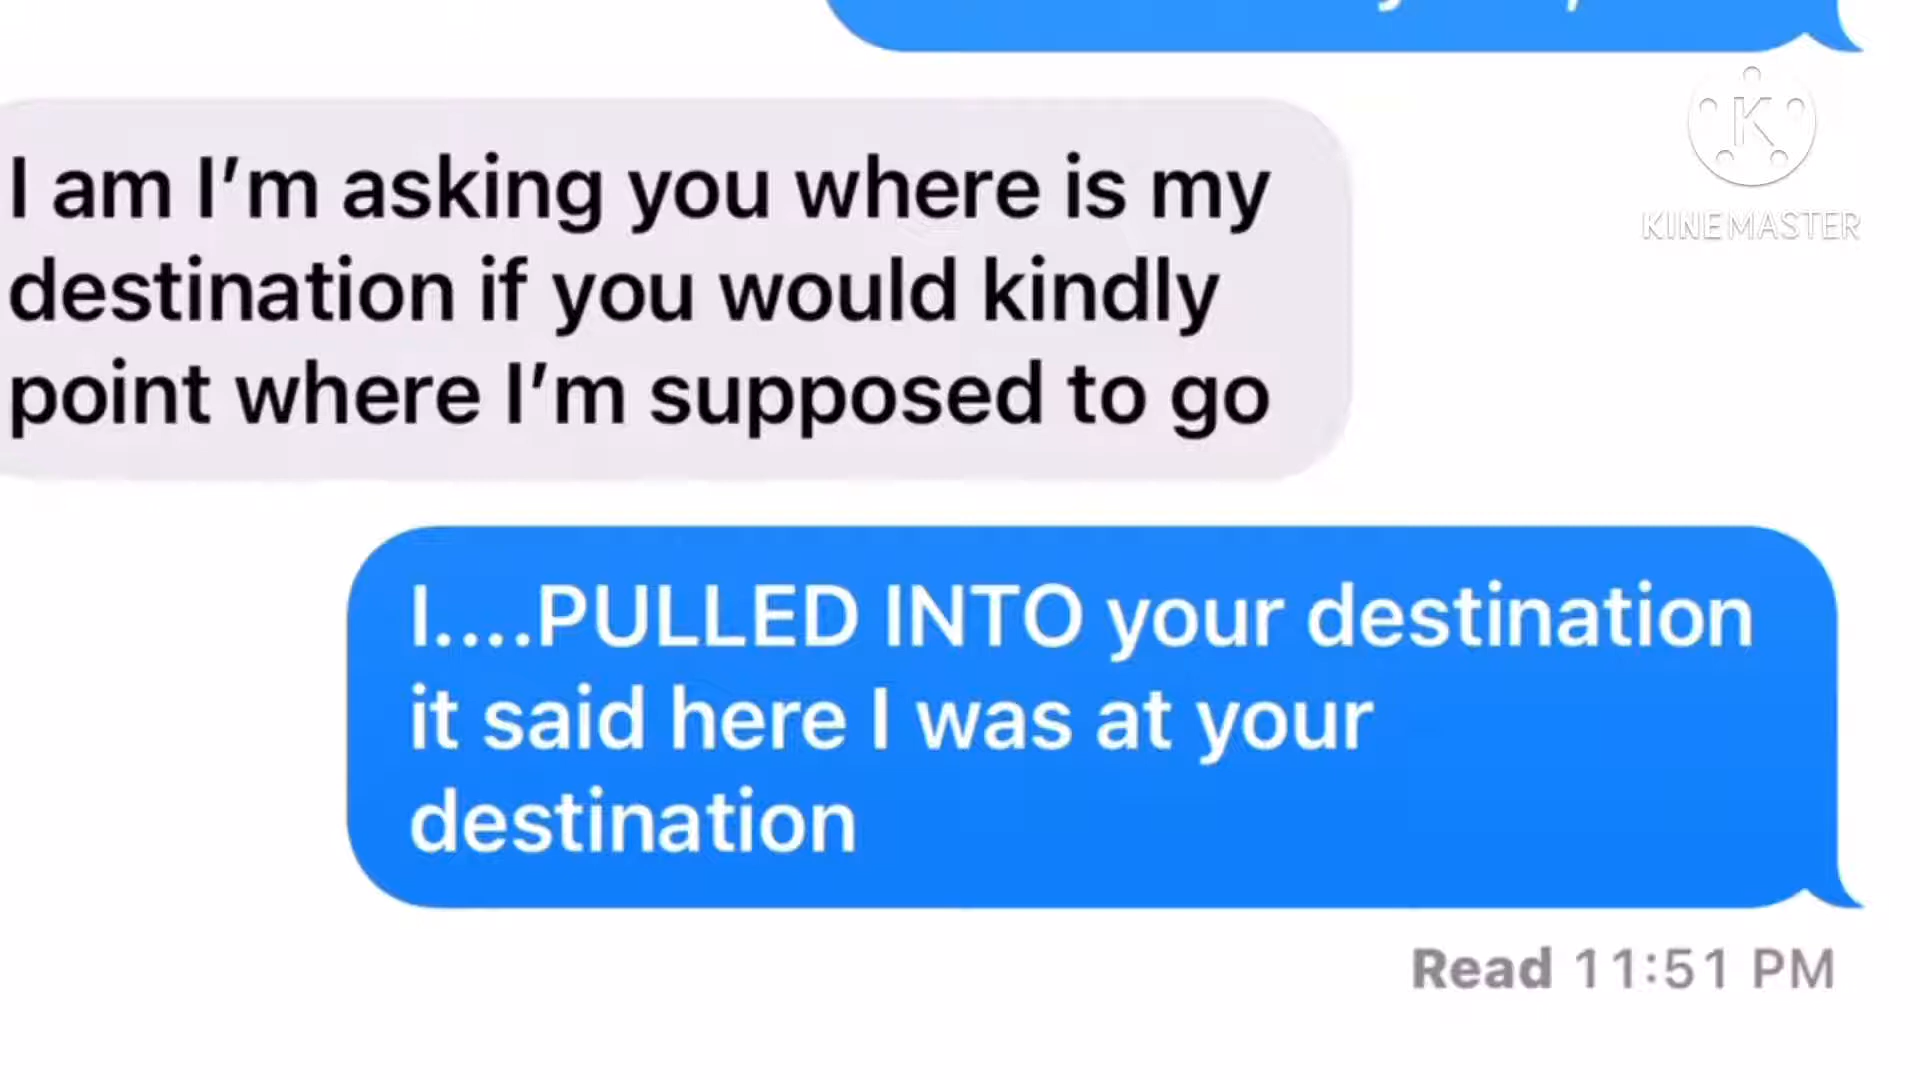 K
KINEMASTER
I am I’m asking you where is my
destination if you would kindly
point where I’m supposed to go
I....PULLED INTO your destination
it said here I was at your
destination
Read 11:51 PM